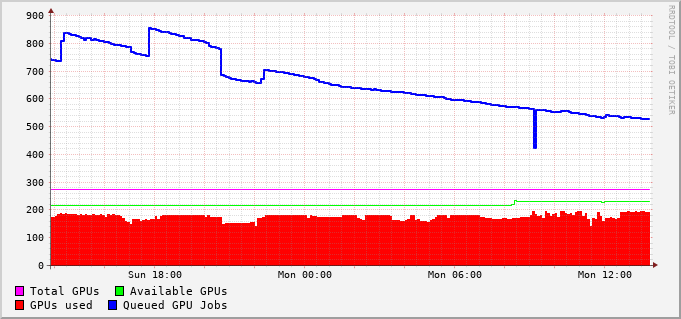 900
800
700
600
500
400
300
200
100
0
Sun 18:00 Mon 00:00 Mon 06:00 Mon 12:00
Total GPUs Available GPUs
GPUs used Queued GPU Jobs
RRDTOOL / TOBI OETIKER